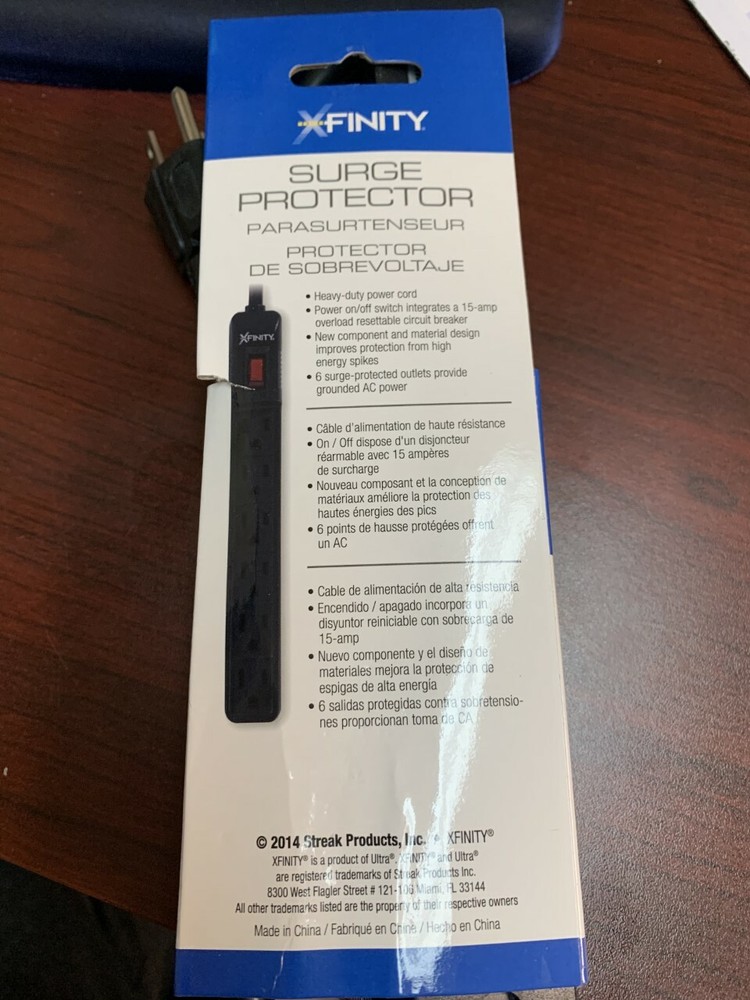 XFINITY
SURGE
PROTECTOR
PARASURTENSEUR
PROTECTOR
DE SOBREVOLTAJE
XFINITY
• Heavy-duty power cord
• Power on/off switch integrates a 15-amp
overload resettable circuit breaker
• New component and material design
improves protection from high
energy spikes
• 6 surge-protected outlets provide
grounded AC power
• Câble d'alimentation de haute résistance
• On / Off dispose d'un disjoncteur
réarmable avec 15 ampères
de surcharge
• Nouveau composant et la conception de
matériaux améliore la protection des
hautes énergies des pics
• 6 points de hausse protégées offrent
un AC
• Cable de alimentación de alta resistencia
• Encendido / apagado incorpora un
disyuntor reiniciable con sobrecarga de
15-amp
• Nuevo componente y el diseño de
materiales mejora la protección de
espigas de alta energía
• 6 salidas protegidas contra sobretensio-
nes proporcionan toma de CA
© 2014 Streak Products, Inc. • XFINITY®
XFINITY® is a product of Ultra®. XFINITY® and Ultra®
are registered trademarks of Streak Products Inc.
8300 West Flagler Street # 121-106 Miami, FL 33144
All other trademarks listed are the property of their respective owners
Made in China / Fabriqué en Chine / Hecho en China